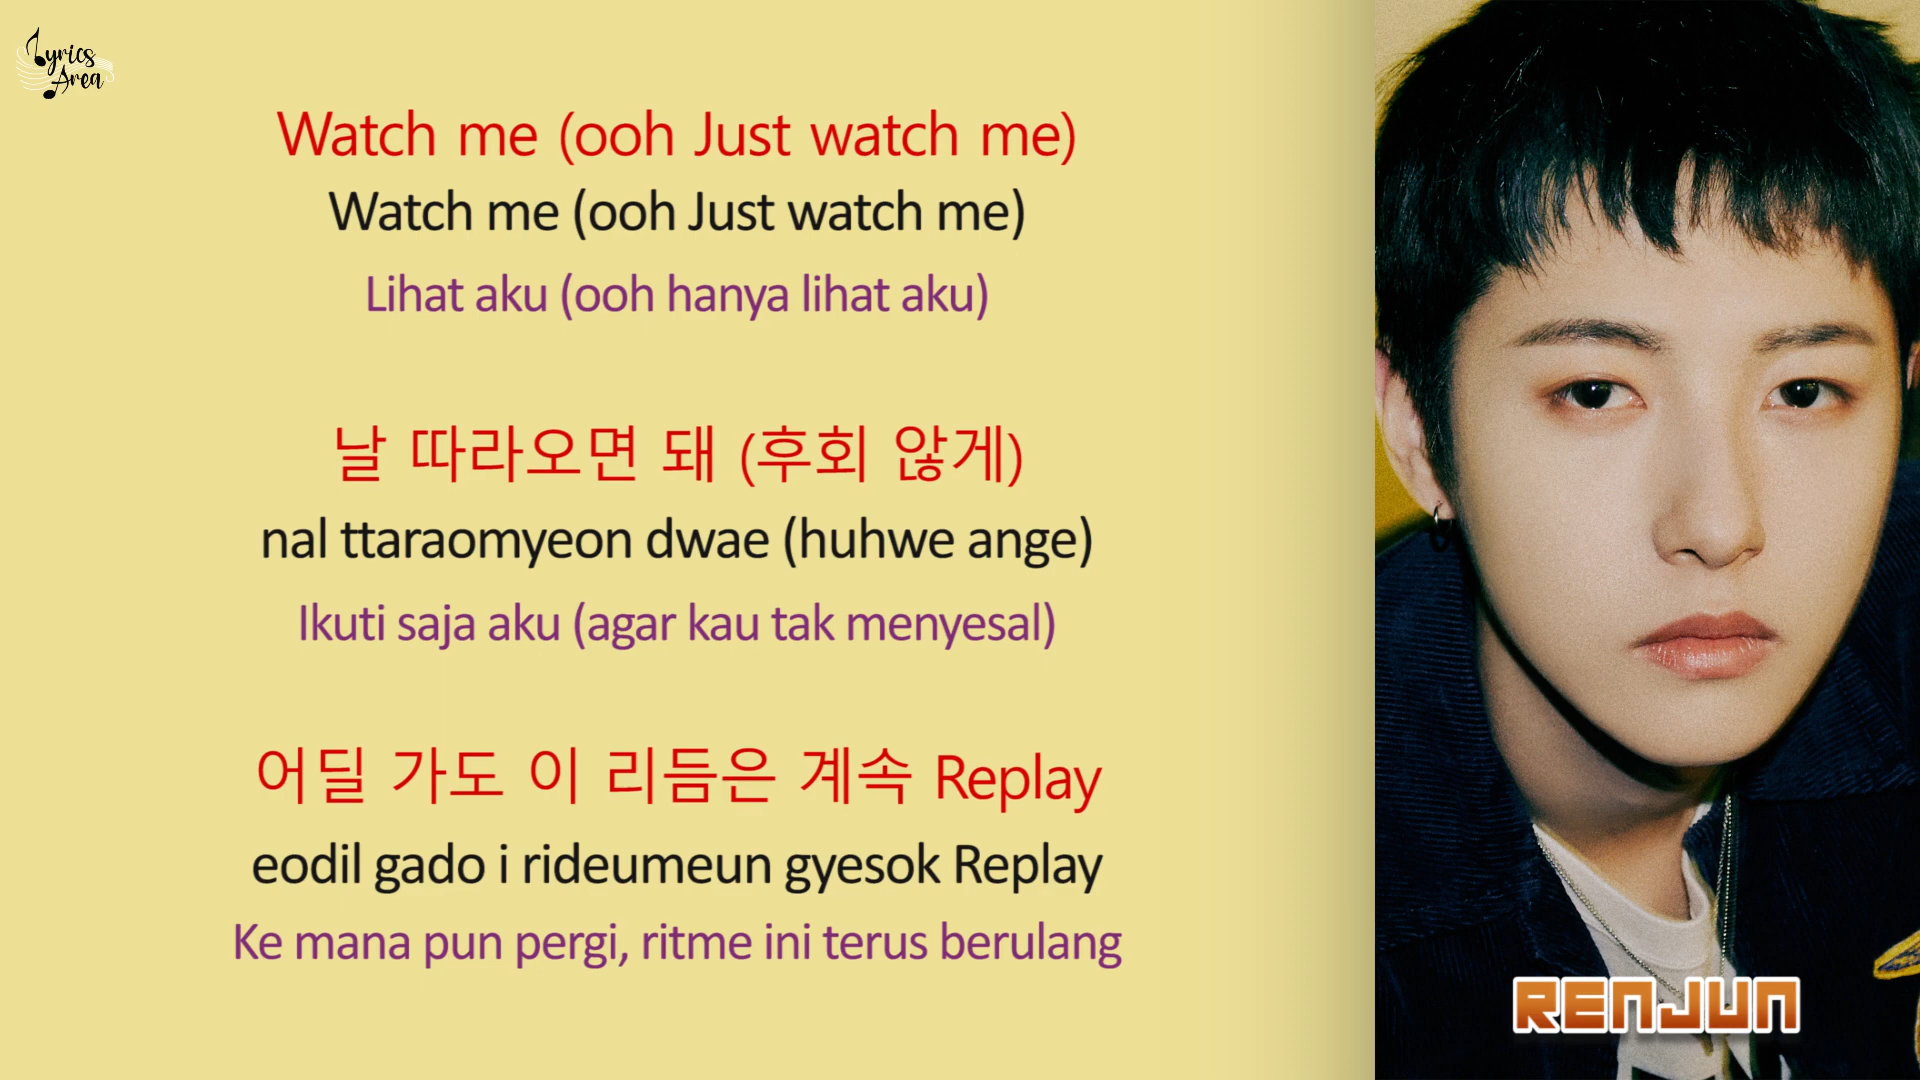 Lyrics
Area
Watch me (ooh Just watch me)
Watch me (ooh Just watch me)
Lihat aku (ooh hanya lihat aku)
날 따라오면 돼 (후회 않게)
nal ttaraomyeon dwae (huhwe ange)
Ikuti saja aku (agar kau tak menyesal)
어딜 가도 이 리듬은 계속 Replay
eodil gado i rideumeun gyesok Replay
Ke mana pun pergi, ritme ini terus berulang
RENJUN